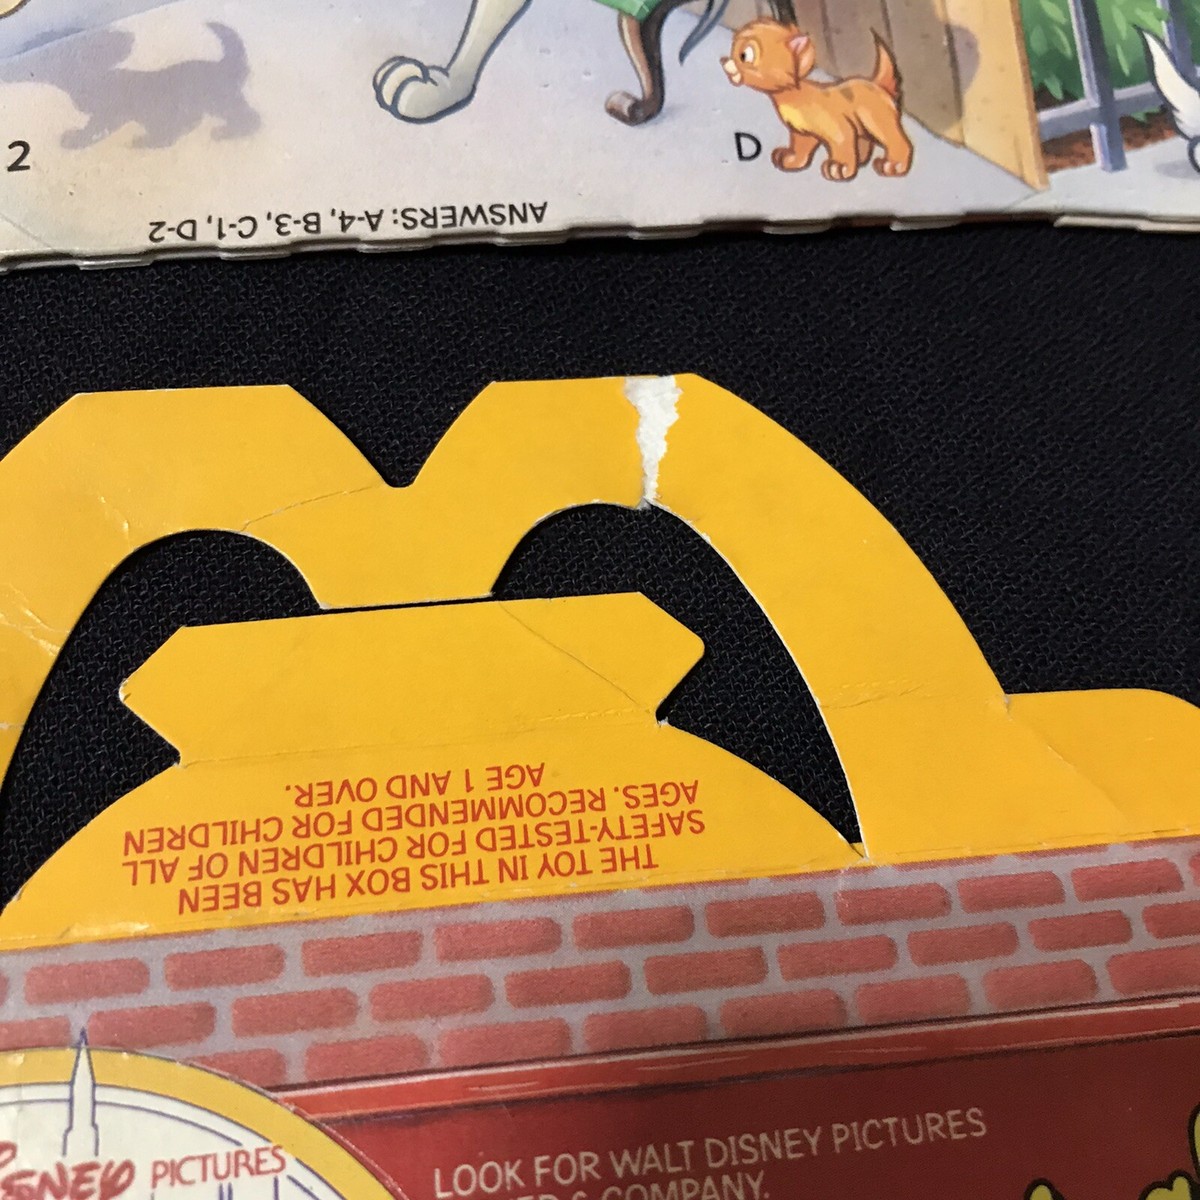 2
D
ANSWERS: A-4, B-3, C-1, D-2
THE TOY IN THIS BOX HAS BEEN
SAFETY-TESTED FOR CHILDREN OF ALL
AGES. RECOMMENDED FOR CHILDREN
AGE 1 AND OVER.
PICTURES
LOOK FOR WALT DISNEY PICTURES
& COMPANY.